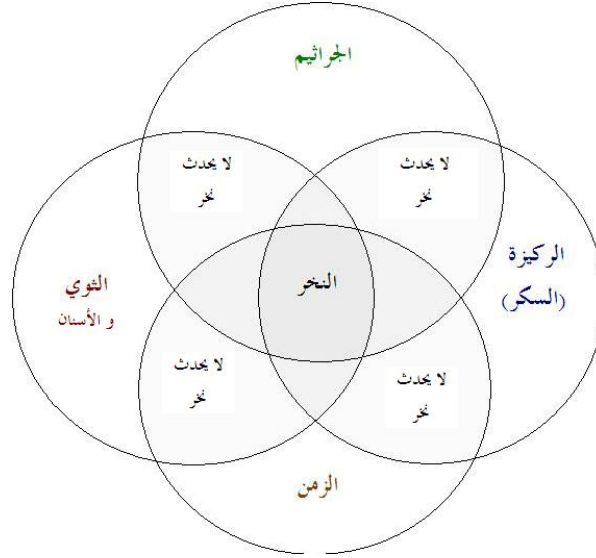 الجراثيم
لا يحدث
نخر
لا يحدث
نخر
الركيزة
(السكر)
النخر
الثوي
و الأسنان
لا يحدث
نخر
لا يحدث
نخر
الزمن